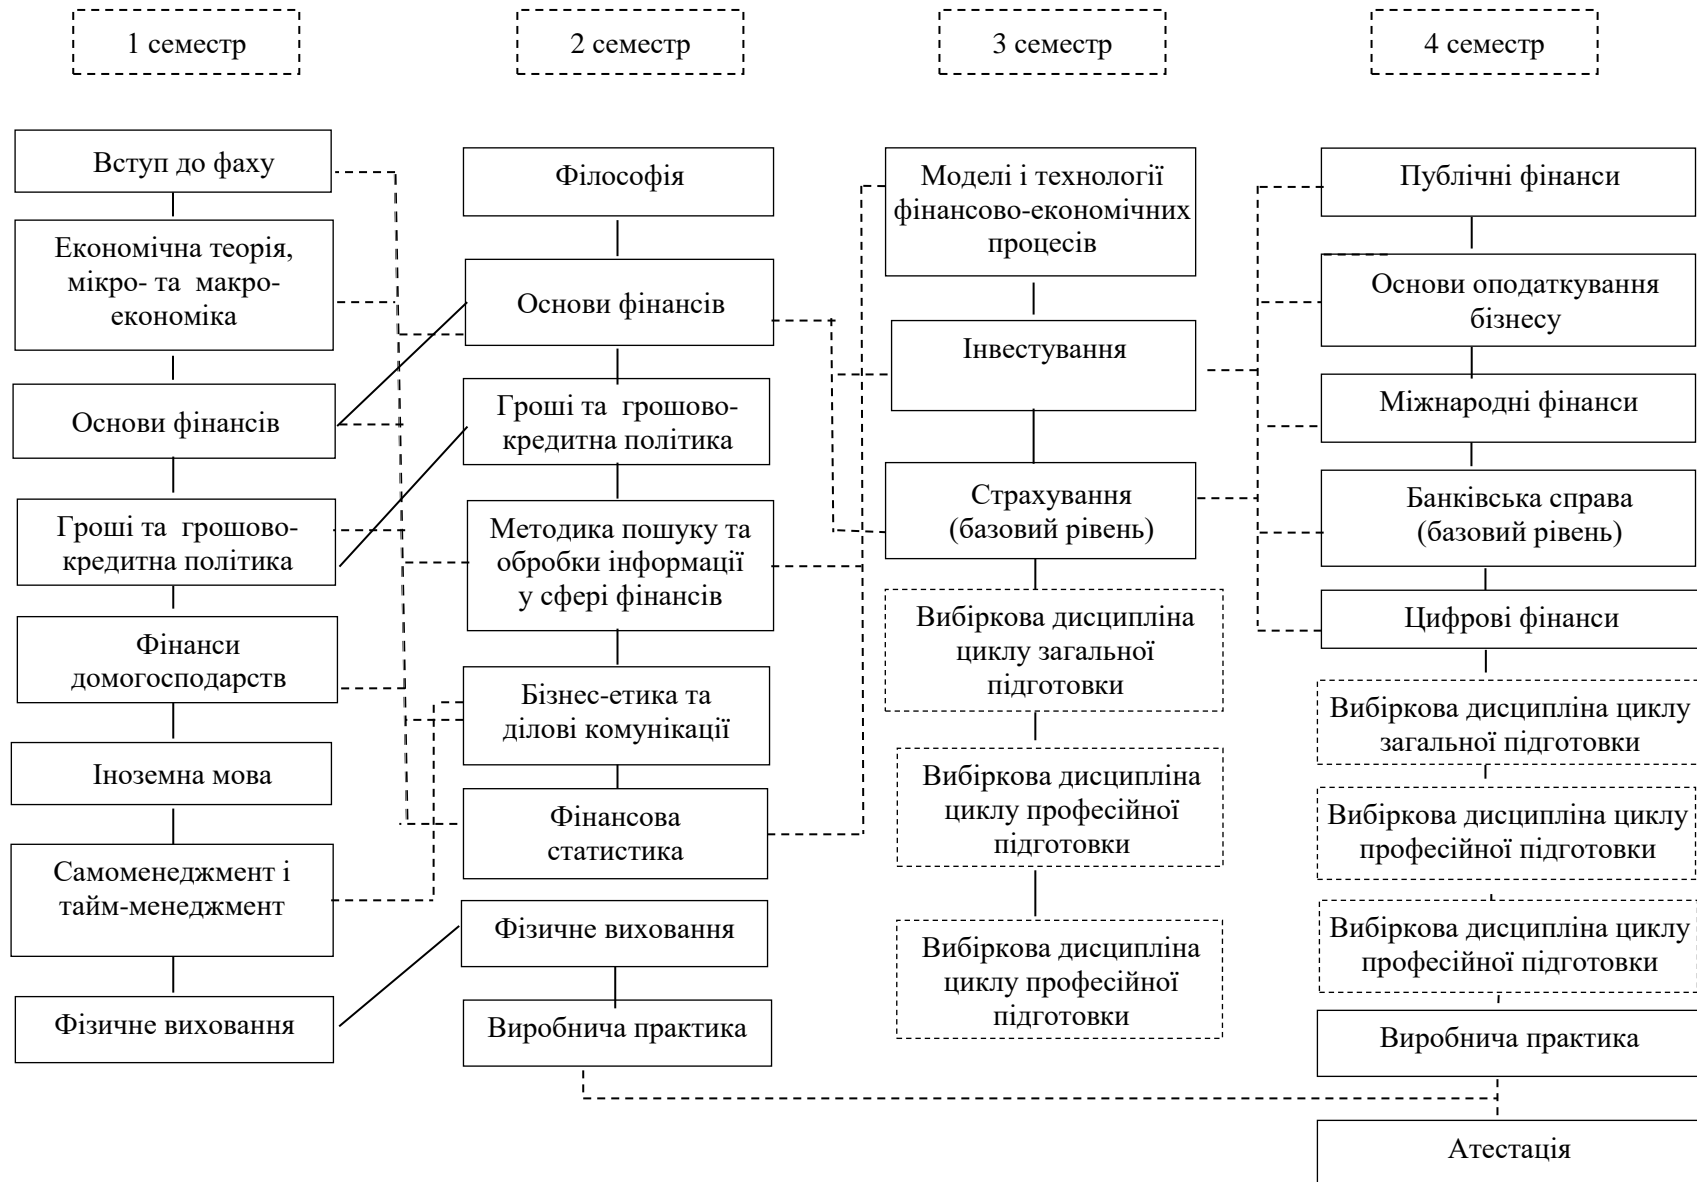 1 семестр
2 семестр
3 семестр
4 семестр
Вступ до фаху
Економічна теорія,
мікро- та макро-
економіка
Основи фінансів
Гроші та грошово-
кредитна політика
Фінанси
домогосподарств
Іноземна мова
Самоменеджмент і
тайм-менеджмент
Фізичне виховання
Філософія
Основи фінансів
Гроші та грошово-
кредитна політика
Методика пошуку та
обробки інформації
у сфері фінансів
Бізнес-етика та
ділові комунікації
Фінансова
статистика
Фізичне виховання
Виробнича практика
Моделі і технології
фінансово-економічних
процесів
Інвестування
Страхування
(базовий рівень)
Вибіркова дисципліна
циклу загальної
підготовки
Вибіркова дисципліна
циклу професійної
підготовки
Вибіркова дисципліна
циклу професійної
підготовки
Публічні фінанси
Основи оподаткування
бізнесу
Міжнародні фінанси
Банківська справа
(базовий рівень)
Цифрові фінанси
Вибіркова дисципліна циклу
загальної підготовки
Вибіркова дисципліна циклу
професійної підготовки
Вибіркова дисципліна циклу
професійної підготовки
Виробнича практика
Атестація